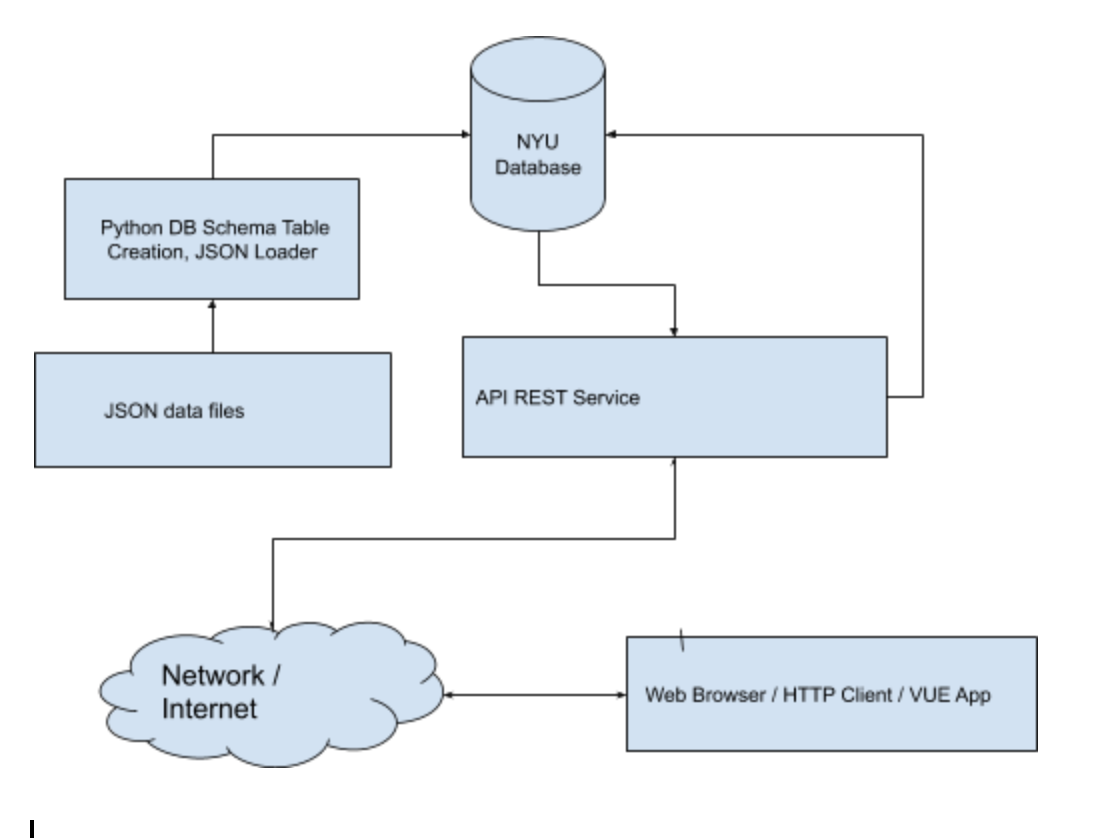 NYU
Database
Python DB Schema Table
Creation, JSON Loader
JSON data files
API REST Service
Network /
Internet
Web Browser / HTTP Client / VUE App